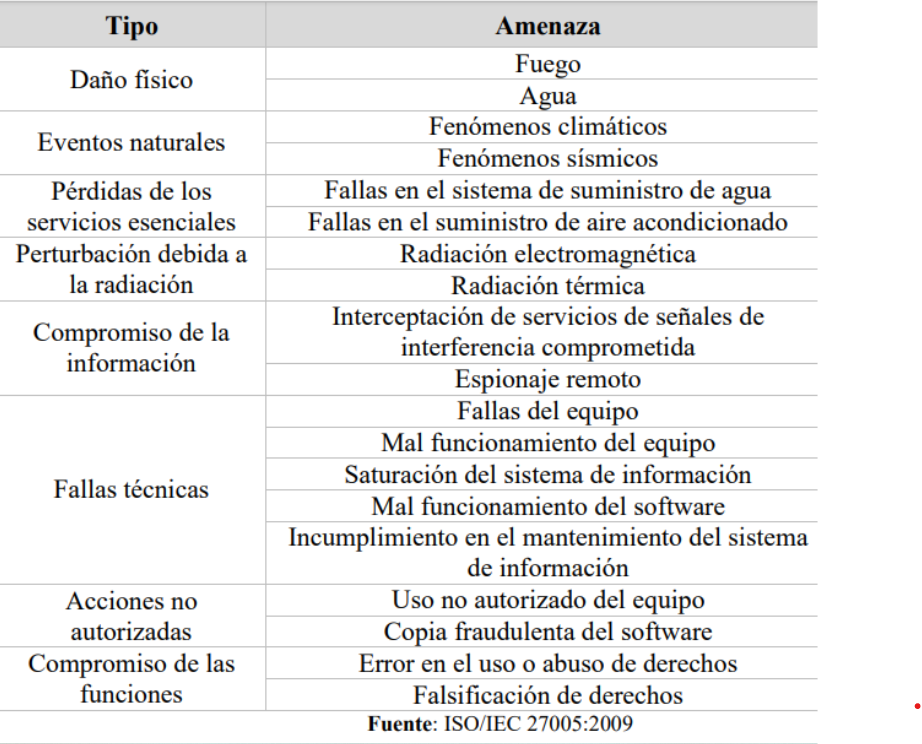 Tipo Amenaza
Daño físico
Fuego
Agua
Eventos naturales
Fenómenos climáticos
Fenómenos sísmicos
Pérdidas de los
servicios esenciales
Fallas en el sistema de suministro de agua
Fallas en el suministro de aire acondicionado
Perturbación debida a
la radiación
Radiación electromagnética
Radiación térmica
Compromiso de la
información
Interceptación de servicios de señales de
interferencia comprometida
Espionaje remoto
Fallas técnicas
Fallas del equipo
Mal funcionamiento del equipo
Saturación del sistema de información
Mal funcionamiento del software
Incumplimiento en el mantenimiento del sistema
de información
Acciones no
autorizadas
Uso no autorizado del equipo
Copia fraudulenta del software
Compromiso de las
funciones
Error en el uso o abuso de derechos
Falsificación de derechos
Fuente: ISO/IEC 27005:2009